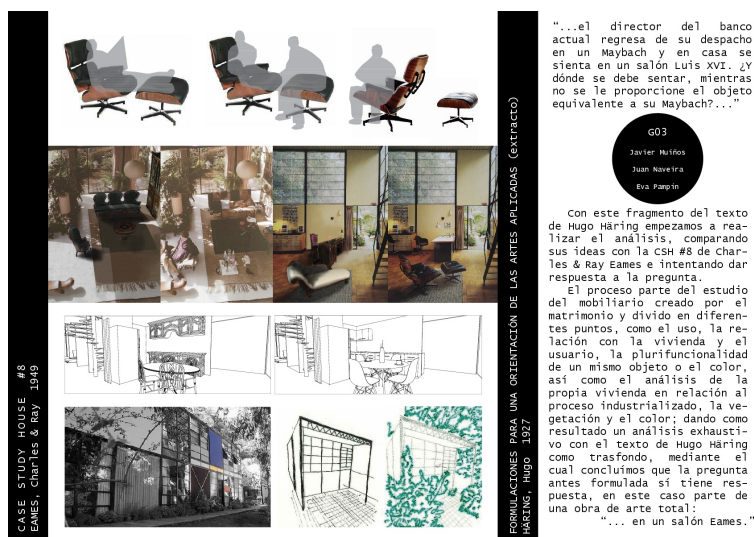 CASE STUDY HOUSE #8
EAMES, Charles & Ray 1949
FORMULACIONES PARA UNA ORIENTACIÓN DE LAS ARTES APLICADAS (extracto)
HÄRING, Hugo 1927
“...el director del banco
actual regresa de su despacho
en un Maybach y en casa se
sienta en un salón Luis XVI. ¿Y
dónde se debe sentar, mientras
no se le proporcione el objeto
equivalente a su Maybach?...”
G03
Javier Muiños
Juan Naveira
Eva Pampín
Con este fragmento del texto
de Hugo Häring empezamos a rea-
lizar el análisis, comparando
sus ideas con la CSH #8 de Char-
les & Ray Eames e intentando dar
respuesta a la pregunta.
El proceso parte del estudio
del mobiliario creado por el
matrimonio y divido en diferen-
tes puntos, como el uso, la re-
lación con la vivienda y el
usuario, la plurifuncionalidad
de un mismo objeto o el color,
así como el análisis de la
propia vivienda en relación al
proceso industrializado, la ve-
getación y el color; dando como
resultado un análisis exhausti-
vo con el texto de Hugo Häring
como trasfondo, mediante el
cual concluímos que la pregunta
antes formulada sí tiene res-
puesta, en este caso parte de
una obra de arte total:
“... en un salón Eames.”